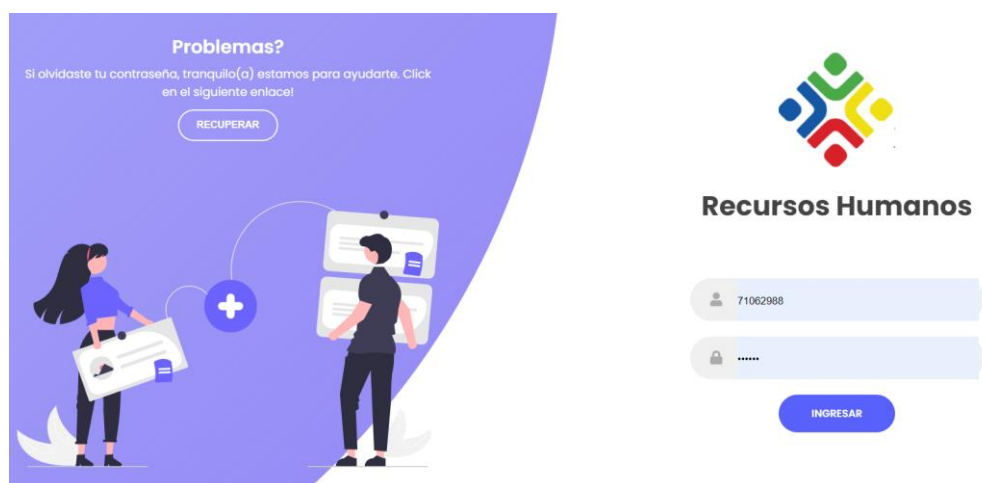 Problemas?
Si olvidaste tu contraseña, tranquilo(a) estamos para ayudarte. Click
en el siguiente enlace!
RECUPERAR
Recursos Humanos
71062988
••••••
INGRESAR